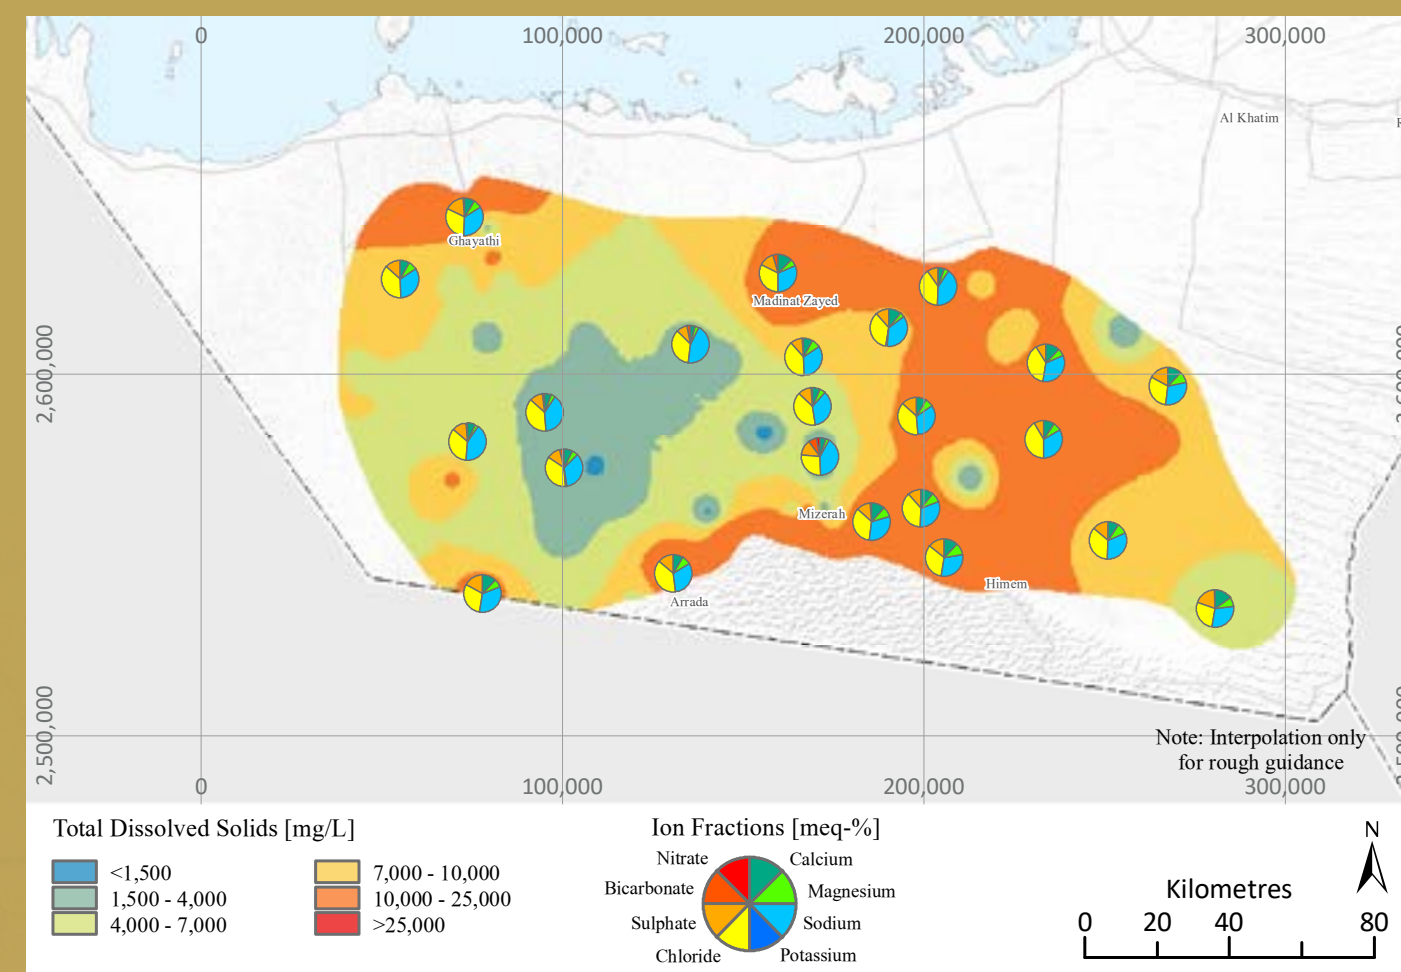 0 100,000 200,000 300,000
Al Khatim
Ghayathi
Madinat Zayed
2,600,000
Mizerah
Himem
Arrada
2,500,000
Note: Interpolation only
for rough guidance
0 100,000 200,000 300,000
Total Dissolved Solids [mg/L]
<1,500
1,500 - 4,000
4,000 - 7,000
7,000 - 10,000
10,000 - 25,000
>25,000
Ion Fractions [meq-%]
Nitrate Calcium
Bicarbonate Magnesium
Sulphate Sodium
Chloride Potassium
N
Kilometres
0 20 40 80